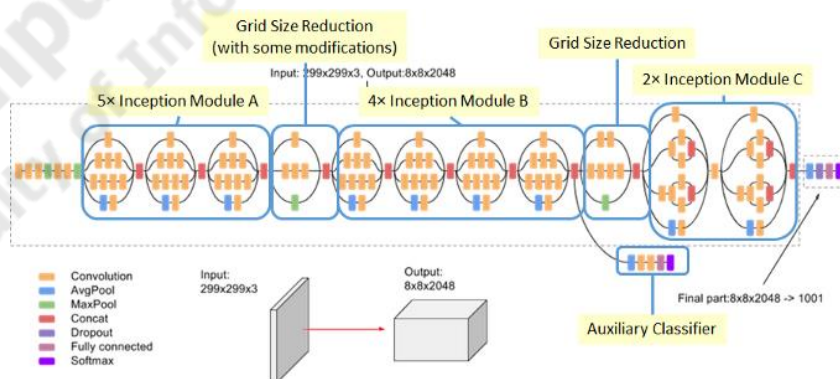 Grid Size Reduction
(with some modifications)
Grid Size Reduction
Input: 299x299x3, Output:8x8x2048
2× Inception Module C
5× Inception Module A
4× Inception Module B
Convolution
AvgPool
MaxPool
Concat
Dropout
Fully connected
Softmax
Input:
299x299x3
Output:
8x8x2048
Final part:8x8x2048 -> 1001
Auxiliary Classifier